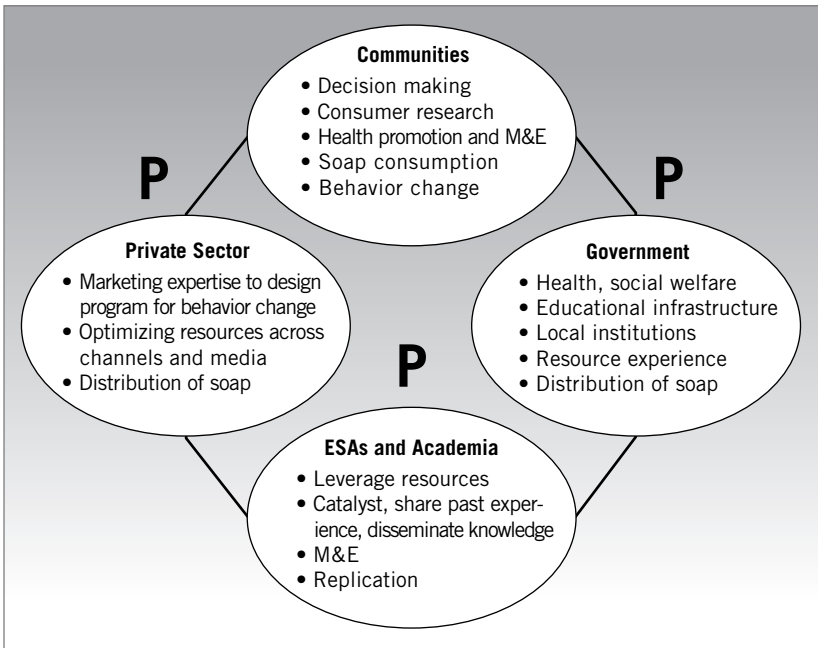 Communities
• Decision making
• Consumer research
• Health promotion and M&E
• Soap consumption
• Behavior change
P
P
Private Sector
• Marketing expertise to design
program for behavior change
• Optimizing resources across
channels and media
• Distribution of soap
Government
• Health, social welfare
• Educational infrastructure
• Local institutions
• Resource experience
• Distribution of soap
P
ESAs and Academia
• Leverage resources
• Catalyst, share past exper-
ience, disseminate knowledge
• M&E
• Replication